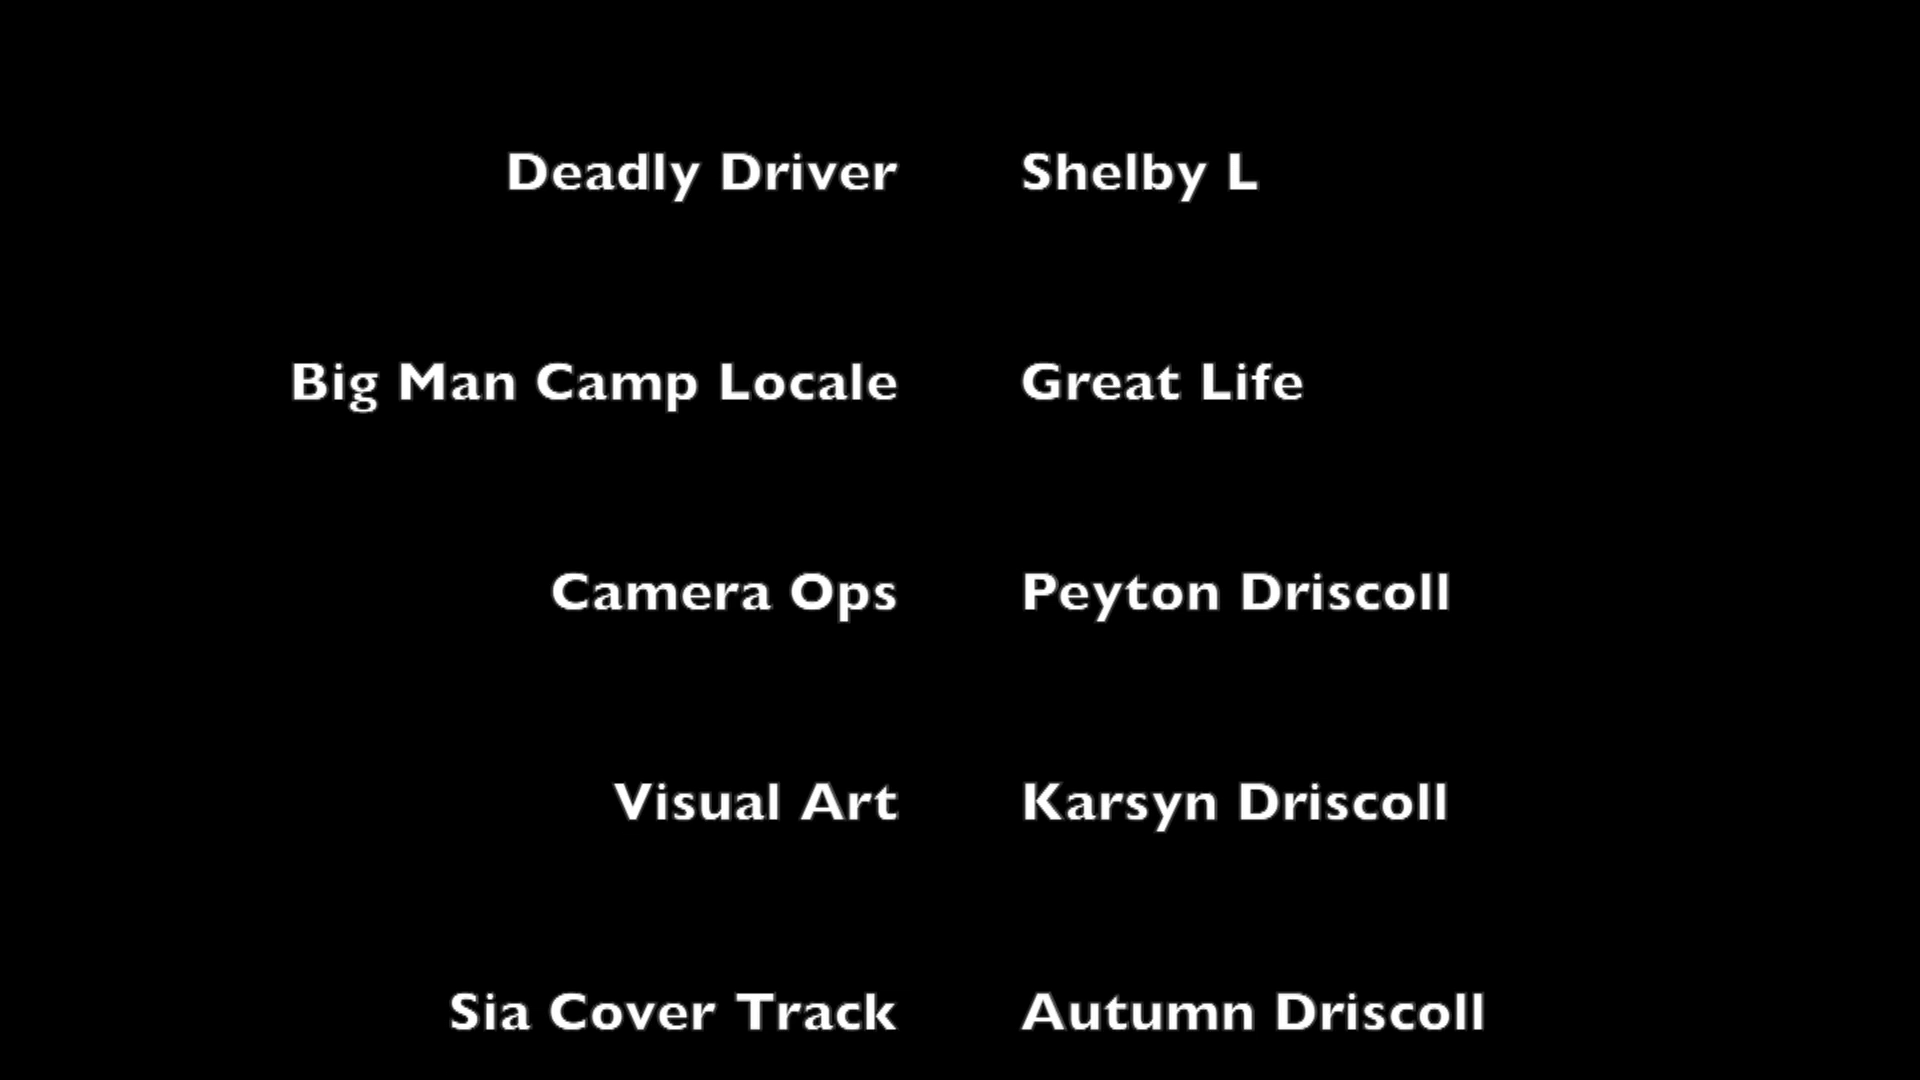 Deadly Driver Shelby L
Big Man Camp Locale Great Life
Camera Ops Peyton Driscoll
Visual Art Karsyn Driscoll
Sia Cover Track Autumn Driscoll